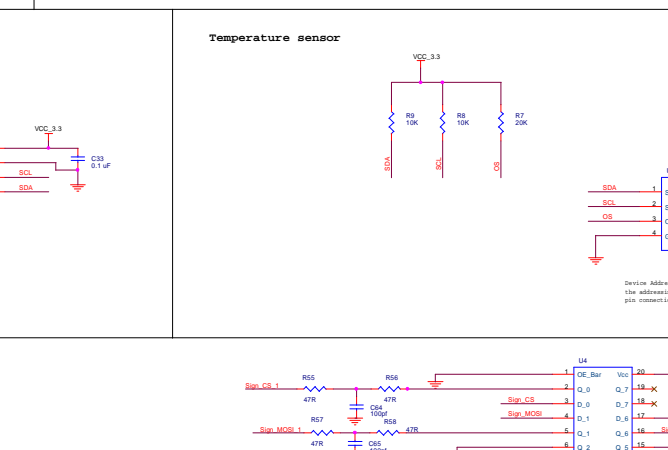 Temperature sensor
VCC_3.3
R9
10K
R8
10K
R7
20K
SDA
SCL
OS
VCC_3.3
C33
0.1 uF
SCL
SDA
SDA
1
SCL
2
OS
3
4
Device Addre
the addressin
pin connecti
U4
R55
47R
R56
47R
Sign_CS_1
C64
100pf
1
OE_Bar
Vcc
20
2
Q_0
Q_7
19
Sign_CS
3
D_0
D_7
18
Sign_MOSI
4
D_1
D_6
17
R57
47R
R58
47R
Sign_MOSI_1
5
Q_1
Q_6
16
C65
6
Q_2
Q_5
15